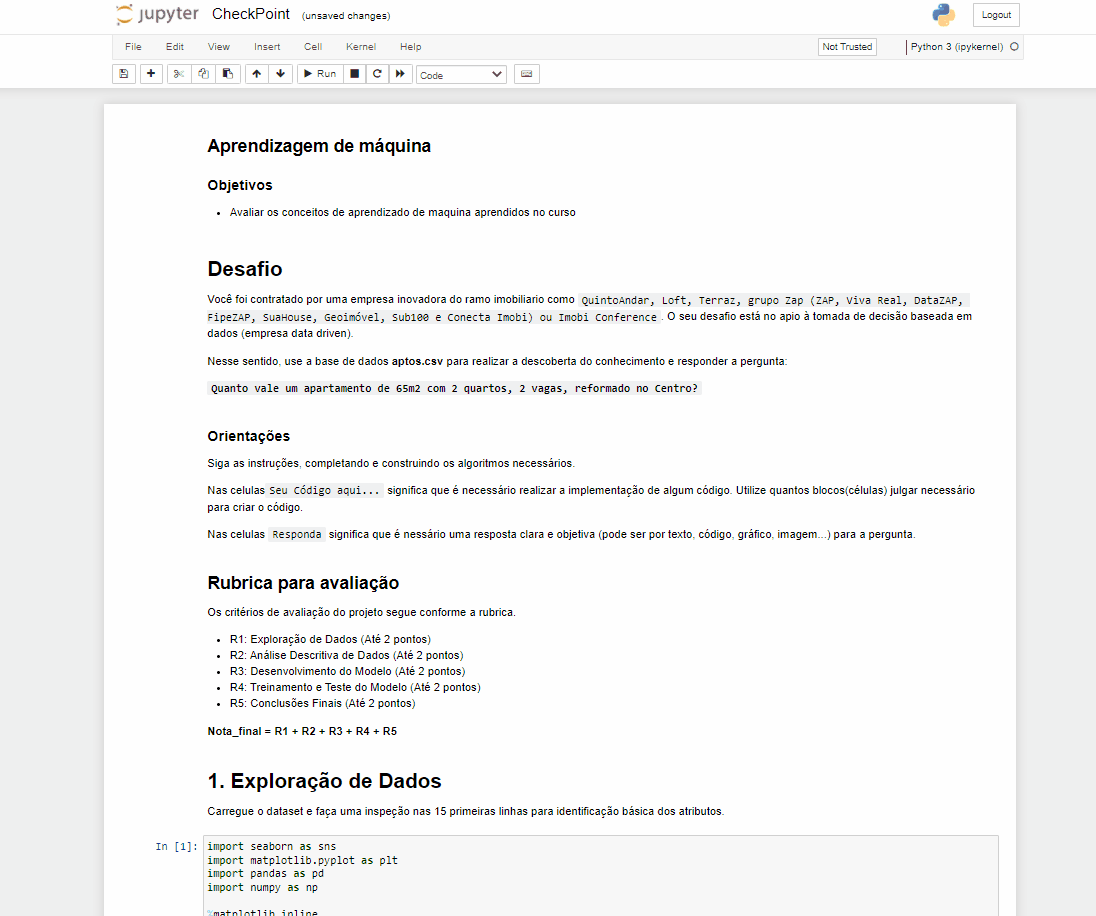 jupyter CheckPoint (unsaved changes)
Logout
File Edit View Insert Cell Kernel Help
Not Trusted
Python 3 (ipykernel)
Run
Code
Aprendizagem de máquina
Objetivos
Avaliar os conceitos de aprendizado de maquina aprendidos no curso
Desafio
Você foi contratado por uma empresa inovadora do ramo imobiliario como QuintoAndar, Loft, Terraz, grupo Zap (ZAP, Viva Real, DataZAP,
FipeZAP, SuaHouse, Geoimóvel, Sub100 e Conecta Imobi) ou Imobi Conference. O seu desafio está no apio à tomada de decisão baseada em
dados (empresa data driven).
Nesse sentido, use a base de dados aptos.csv para realizar a descoberta do conhecimento e responder a pergunta:
Quanto vale um apartamento de 65m2 com 2 quartos, 2 vagas, reformado no Centro?
Orientações
Siga as instruções, completando e construindo os algoritmos necessários.
Nas celulas Seu Código aqui... significa que é necessário realizar a implementação de algum código. Utilize quantos blocos(células) julgar necessário
para criar o código.
Nas celulas Responda significa que é nessário uma resposta clara e objetiva (pode ser por texto, código, gráfico, imagem...) para a pergunta.
Rubrica para avaliação
Os critérios de avaliação do projeto segue conforme a rubrica.
R1: Exploração de Dados (Até 2 pontos)
R2: Análise Descritiva de Dados (Até 2 pontos)
R3: Desenvolvimento do Modelo (Até 2 pontos)
R4: Treinamento e Teste do Modelo (Até 2 pontos)
R5: Conclusões Finais (Até 2 pontos)
Nota_final = R1 + R2 + R3 + R4 + R5
1. Exploração de Dados
Carregue o dataset e faça uma inspeção nas 15 primeiras linhas para identificação básica dos atributos.
In [1]: import seaborn as sns
import matplotlib.pyplot as plt
import pandas as pd
import numpy as np
%matplotlib inline